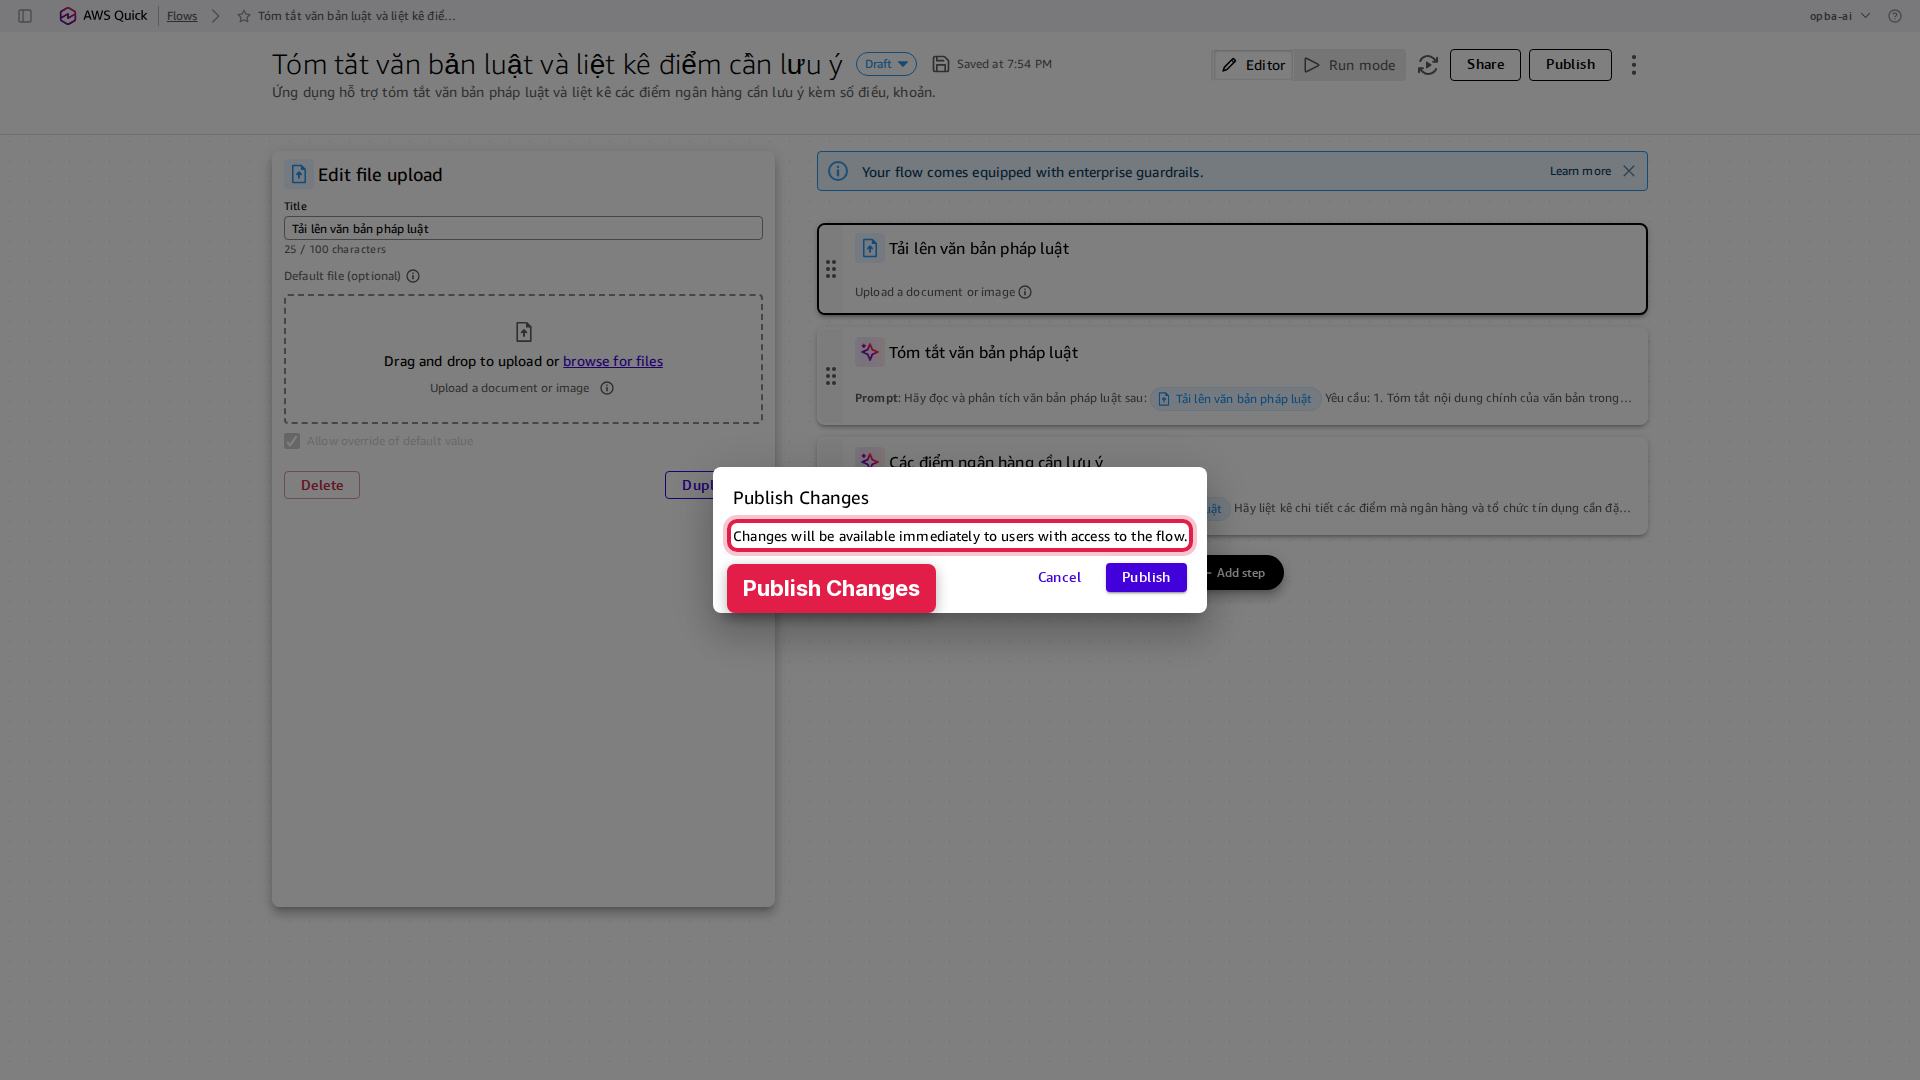 AWS Quick
Flows
Tóm tắt văn bản luật và liệt kê điể...
opba-ai
Tóm tắt văn bản luật và liệt kê điểm cần lưu ý
Draft
Saved at 7:54 PM
Editor
Run mode
Share
Publish
Ứng dụng hỗ trợ tóm tắt văn bản pháp luật và liệt kê các điểm ngân hàng cần lưu ý kèm số điều, khoản.
Edit file upload
Title
Tải lên văn bản pháp luật
25 / 100 characters
Default file (optional)
Drag and drop to upload or browse for files
Upload a document or image
Allow override of default value
Delete
Dupl
Your flow comes equipped with enterprise guardrails.
Learn more
Tải lên văn bản pháp luật
Upload a document or image
Tóm tắt văn bản pháp luật
Prompt: Hãy đọc và phân tích văn bản pháp luật sau: Tải lên văn bản pháp luật Yêu cầu: 1. Tóm tắt nội dung chính của văn bản trong...
Các điểm ngân hàng cần lưu ý
Hãy liệt kê chi tiết các điểm mà ngân hàng và tổ chức tín dụng cần đặ...
Add step
Publish Changes
Changes will be available immediately to users with access to the flow.
Publish Changes
Cancel
Publish